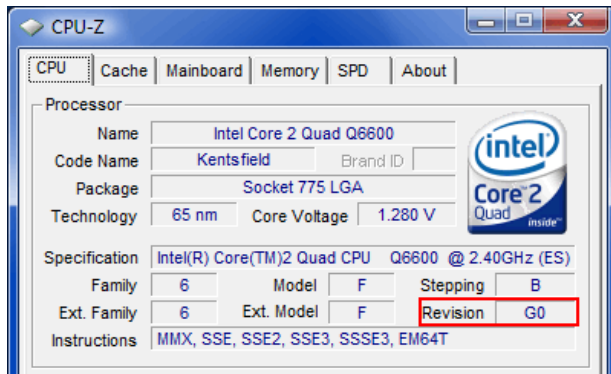 CPU-Z
CPU Cache Mainboard Memory SPD About
Processor
Name Intel Core 2 Quad Q6600
Code Name Kentsfield Brand ID
Package Socket 775 LGA
Technology 65 nm Core Voltage 1.280 V
intel
Core™2
Quad inside™
Specification Intel(R) Core(TM)2 Quad CPU Q6600 @ 2.40GHz (ES)
Family 6 Model F Stepping B
Ext. Family 6 Ext. Model F Revision G0
Instructions MMX, SSE, SSE2, SSE3, SSSE3, EM64T